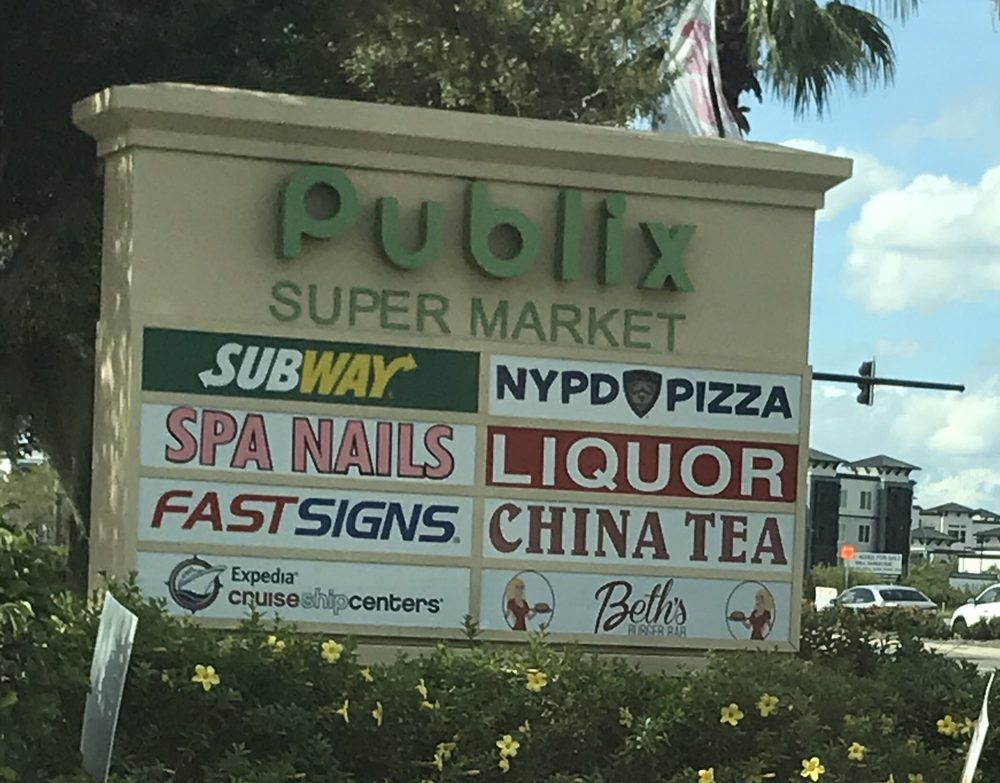 Publix
SUPER MARKET
SUBWAY
NYPD PIZZA
SPA NAILS
LIQUOR
FASTSIGNS
CHINA TEA
Expedia
cruiseshipcenters
Beth's
BURGER BAR